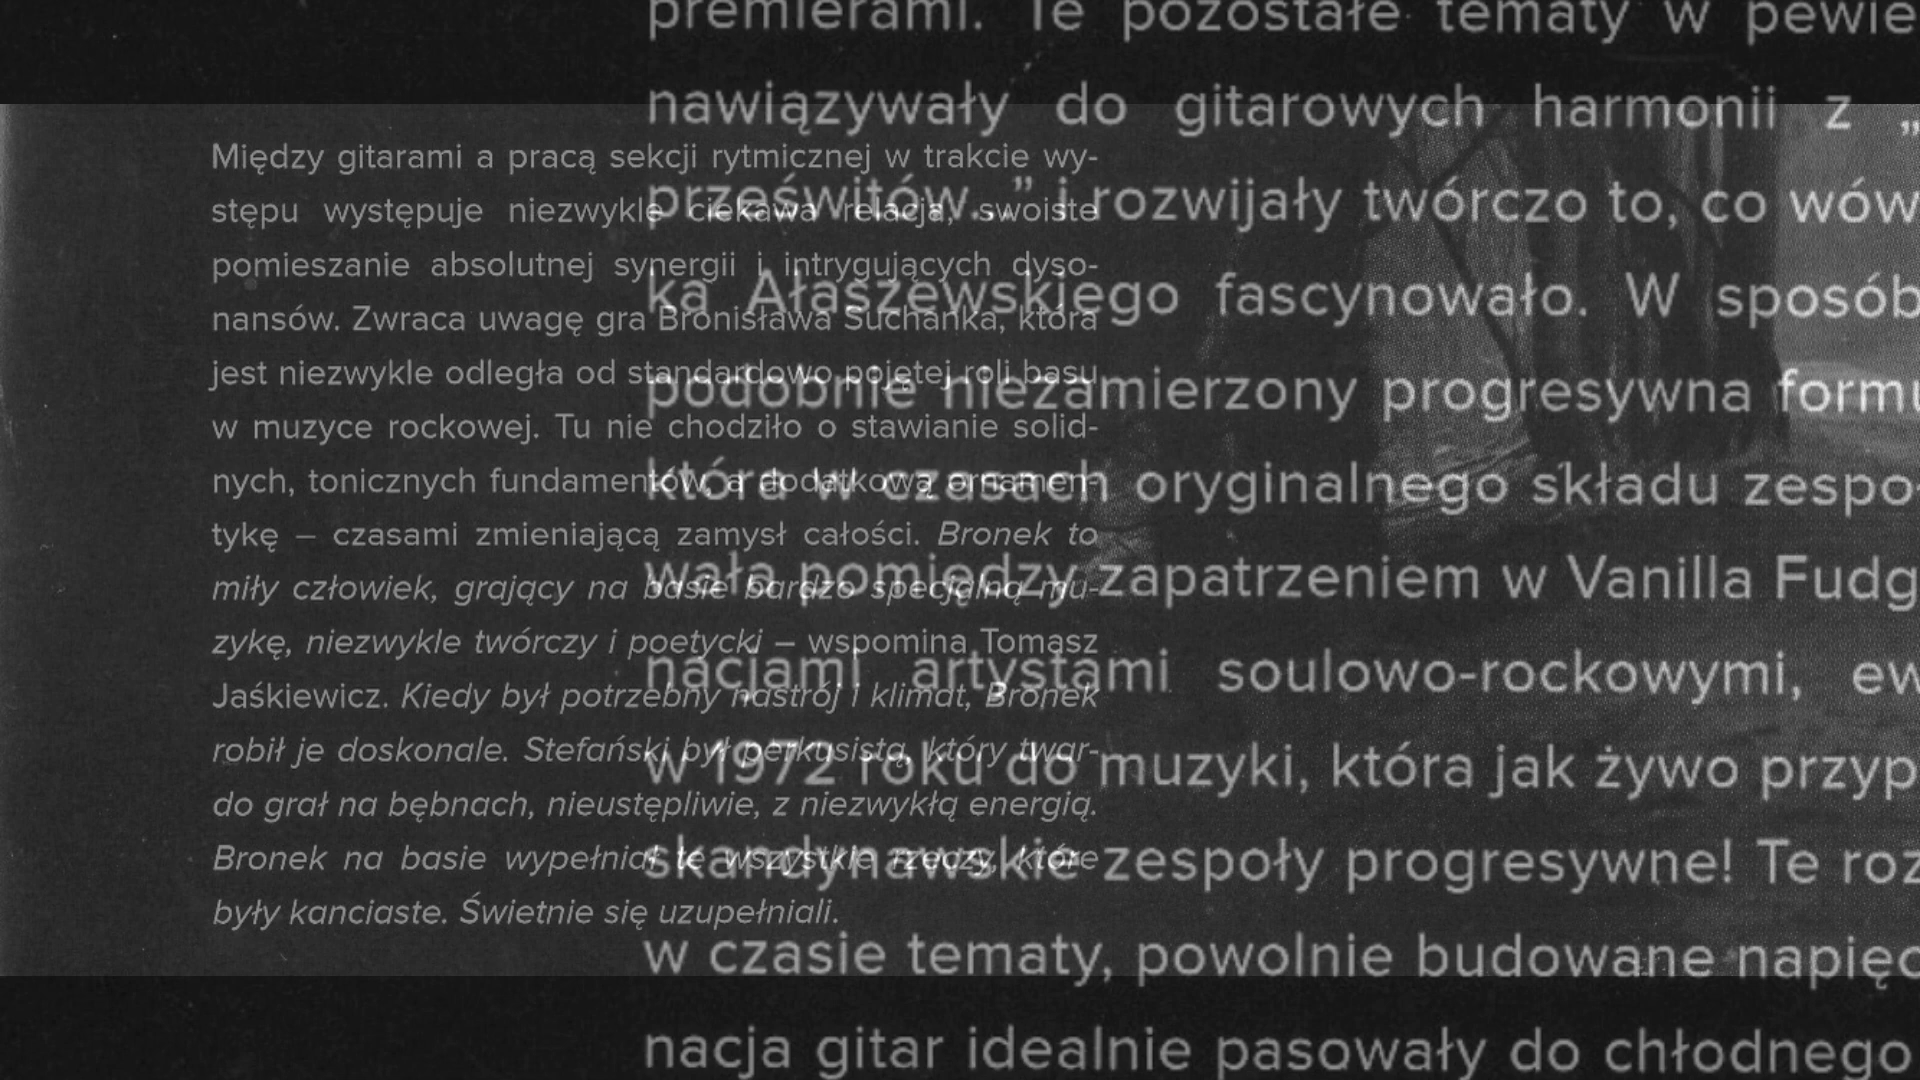 Między gitarami a pracą sekcji rytmicznej w trakcie wy-
stępu występuje niezwykle ciekawa relacja, swoiste
pomieszanie absolutnej synergii i intrygujących dyso-
nansów. Zwraca uwagę gra Bronisława Suchanka, która
jest niezwykle odległa od standardowo pojętej roli basu
w muzyce rockowej. Tu nie chodziło o stawianie solid-
nych, tonicznych fundamentów, a dodatkową ornamen-
tykę – czasami zmieniającą zamysł całości. Bronek to
miły człowiek, grający na basie bardzo specjalną mu-
zykę, niezwykle twórczy i poetycki – wspomina Tomasz
Jaśkiewicz. Kiedy był potrzebny nastrój i klimat, Bronek
robił je doskonale. Stefański był perkusistą, który twar-
do grał na bębnach, nieustępliwie, z niezwykłą energią.
Bronek na basie wypełniał te wszystkie rzeczy, które
były kanciaste. Świetnie się uzupełniali.
premierami. Te pozostałe tematy w pewie
nawiązywały do gitarowych harmonii z „
prześwitów..." i rozwijały twórczo to, co wów
ka Ałaszewskiego fascynowało. W sposób
podobnie niezamierzony progresywna formu
która w czasach oryginalnego składu zespo
wała pomiędzy zapatrzeniem w Vanilla Fudg
nacjami artystami soulowo-rockowymi, ew
w 1972 roku do muzyki, która jak żywo przyp
skandynawskie zespoły progresywne! Te roz
w czasie tematy, powolnie budowane napięc
nacja gitar idealnie pasowały do chłodnego